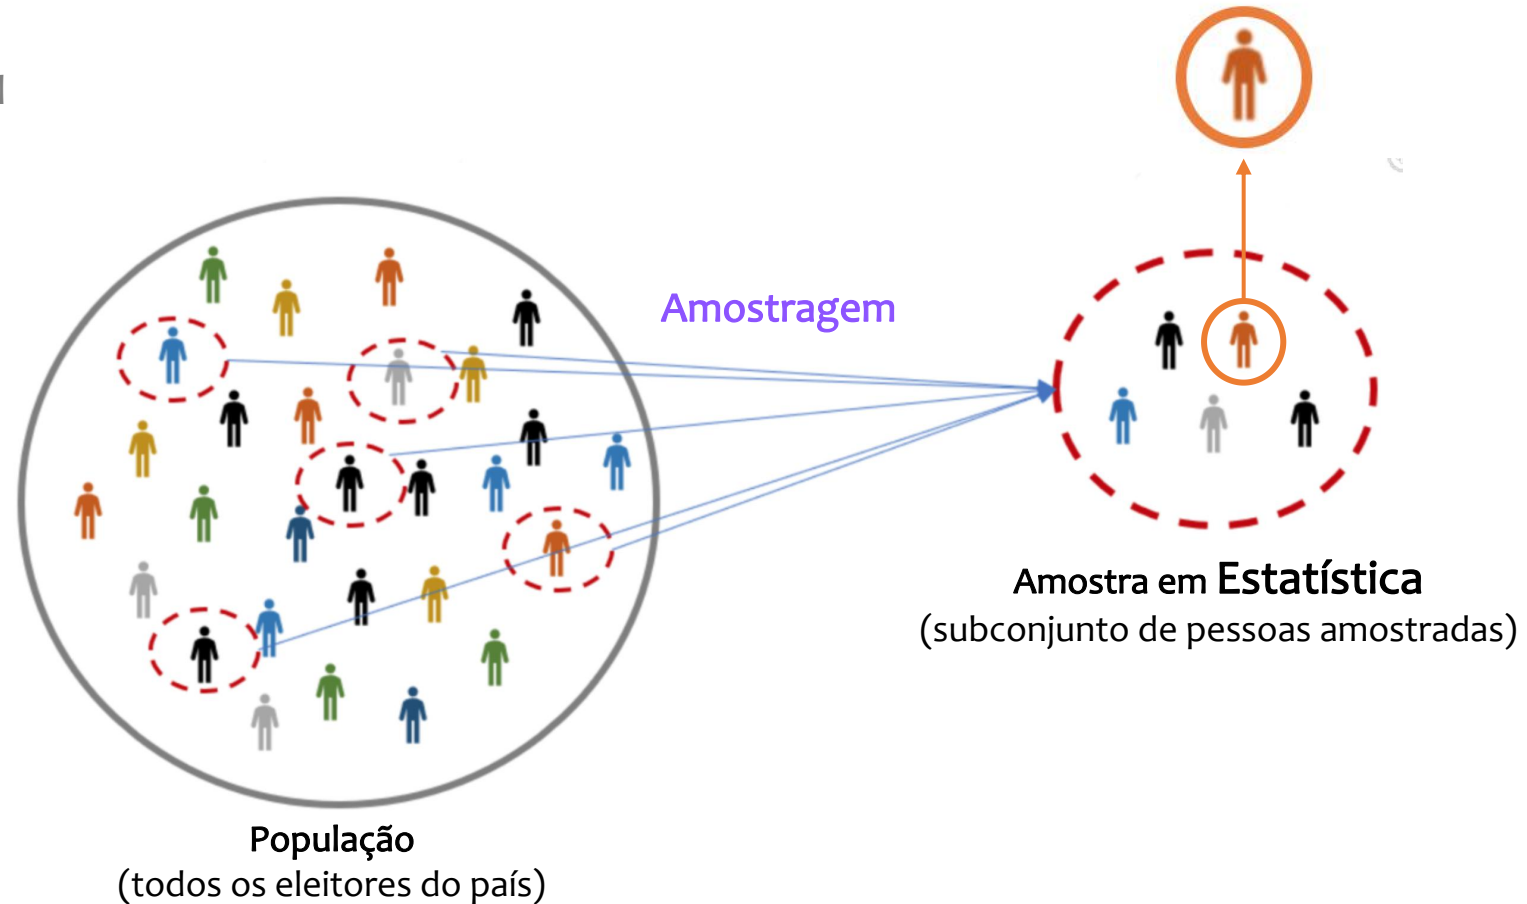 Amostragem
Amostra em Estatística
(subconjunto de pessoas amostradas)
População
(todos os eleitores do país)